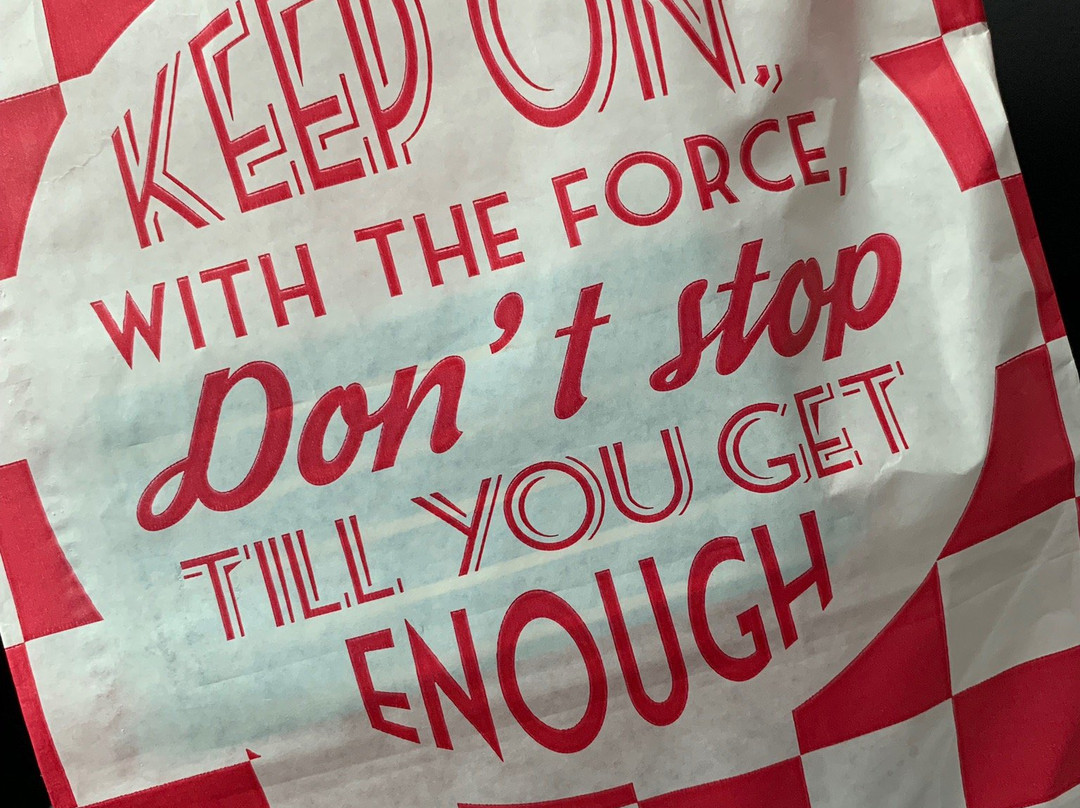 KEEP ON,,
WITH THE FORCE,
Don't stop
TILL YOU GET
ENOUGH